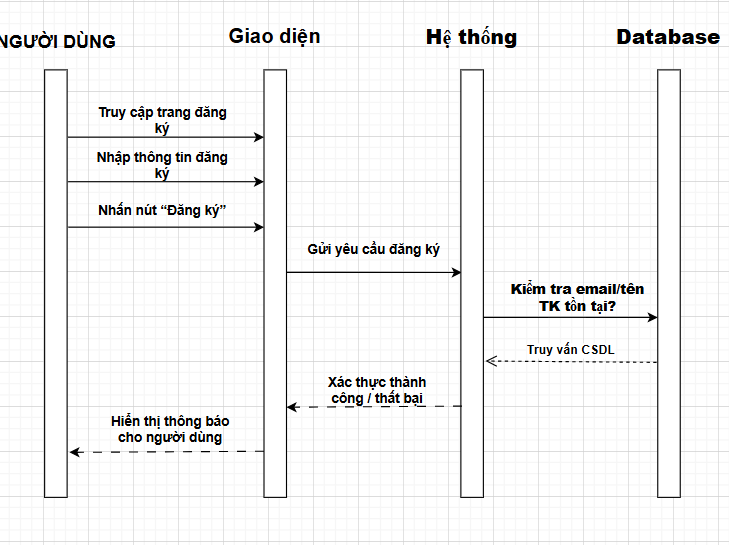 NGƯỜI DÙNG
Giao diện
Hệ thống
Database
Truy cập trang đăng
ký
Nhập thông tin đăng
ký
Nhấn nút “Đăng ký”
Gửi yêu cầu đăng ký
Kiểm tra email/tên
TK tồn tại?
Truy vấn CSDL
Xác thực thành
công / thất bại
Hiển thị thông báo
cho người dùng